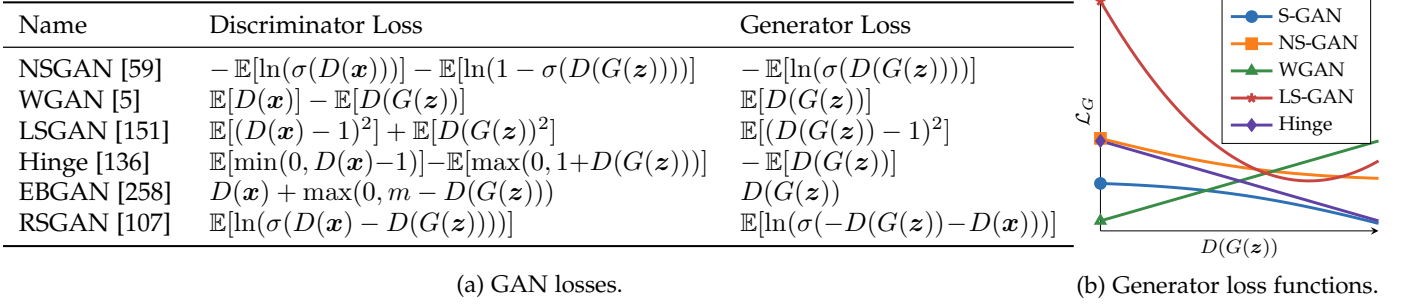 Name Discriminator Loss Generator Loss
NSGAN [59] − 𝔼[ln(σ(D(𝒙)))] − 𝔼[ln(1 − σ(D(G(𝒛))))] − 𝔼[ln(σ(D(G(𝒛))))]
WGAN [5] 𝔼[D(𝒙)] − 𝔼[D(G(𝒛))] 𝔼[D(G(𝒛))]
LSGAN [151] 𝔼[(D(𝒙) − 1)²] + 𝔼[D(G(𝒛))²] 𝔼[(D(G(𝒛)) − 1)²]
Hinge [136] 𝔼[min(0, D(𝒙)−1)]−𝔼[max(0, 1+D(G(𝒛)))] − 𝔼[D(G(𝒛))]
EBGAN [258] D(𝒙) + max(0, m − D(G(𝒛))) D(G(𝒛))
RSGAN [107] 𝔼[ln(σ(D(𝒙) − D(G(𝒛))))] 𝔼[ln(σ(−D(G(𝒛))−D(𝒙)))]
(a) GAN losses.
S-GAN
NS-GAN
WGAN
LS-GAN
Hinge
ℒ_G
D(G(𝒛))
(b) Generator loss functions.